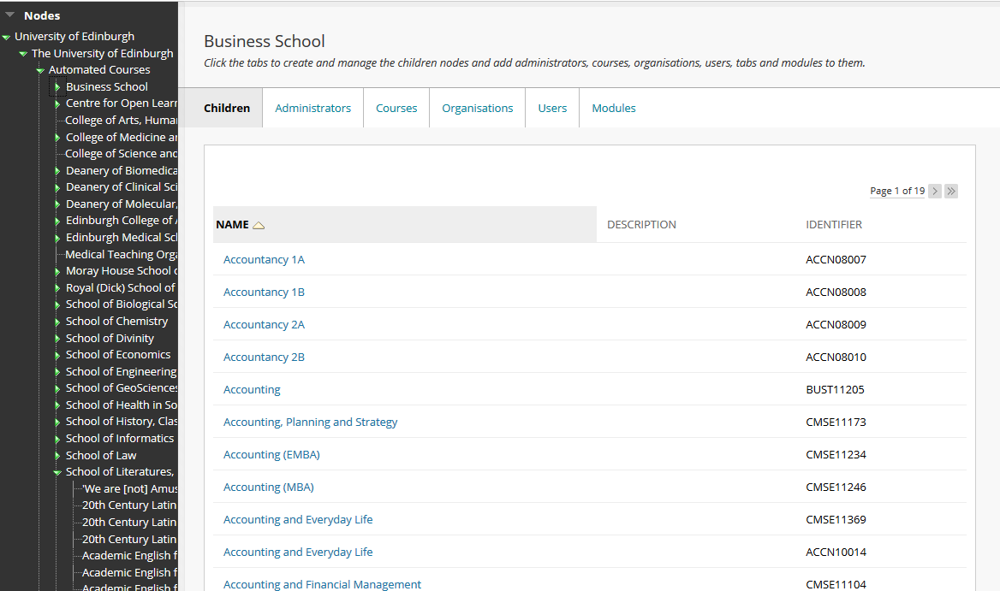 Nodes
University of Edinburgh
The University of Edinburgh
Automated Courses
Business School
Centre for Open Learn
College of Arts, Humar
College of Medicine an
College of Science and
Deanery of Biomedica
Deanery of Clinical Sci
Deanery of Molecular,
Edinburgh College of A
Edinburgh Medical Sch
Medical Teaching Orga
Moray House School o
Royal (Dick) School of
School of Biological Sc
School of Chemistry
School of Divinity
School of Economics
School of Engineering
School of GeoSciences
School of Health in So
School of History, Clas
School of Informatics
School of Law
School of Literatures,
'We are [not] Amus
20th Century Latin
20th Century Latin
20th Century Latin
Academic English f
Academic English f
Academic English f
Business School
Click the tabs to create and manage the children nodes and add administrators, courses, organisations, users, tabs and modules to them.
Children Administrators Courses Organisations Users Modules
Page 1 of 19 > >>
NAME DESCRIPTION IDENTIFIER
Accountancy 1A ACCN08007
Accountancy 1B ACCN08008
Accountancy 2A ACCN08009
Accountancy 2B ACCN08010
Accounting BUST11205
Accounting, Planning and Strategy CMSE11173
Accounting (EMBA) CMSE11234
Accounting (MBA) CMSE11246
Accounting and Everyday Life CMSE11369
Accounting and Everyday Life ACCN10014
Accounting and Financial Management CMSE11104